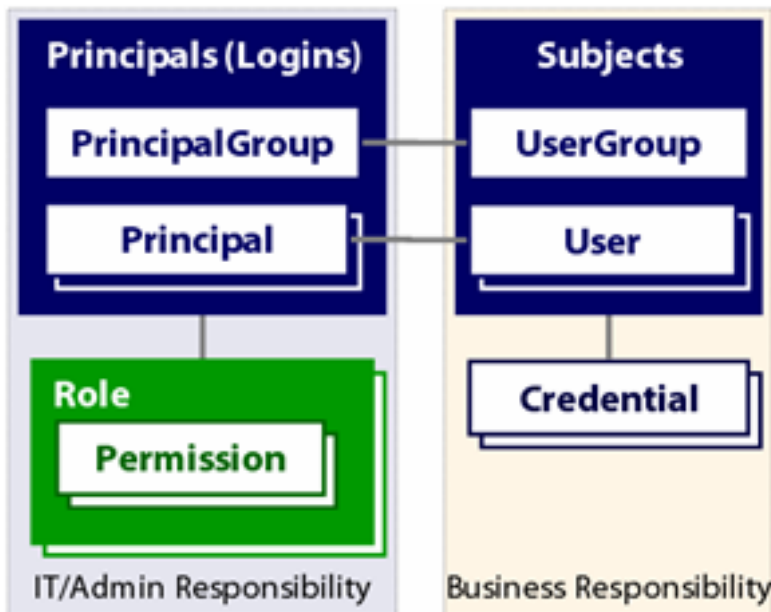 Principals (Logins)
PrincipalGroup
Principal
Role
Permission
IT/Admin Responsibility
Subjects
UserGroup
User
Credential
Business Responsibility